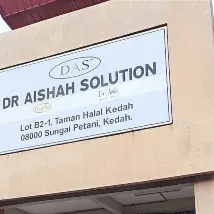 DAS
DR AISHAH SOLUTION
Lot B2-1, Taman Halal Kedah
08000 Sungai Petani, Kedah.